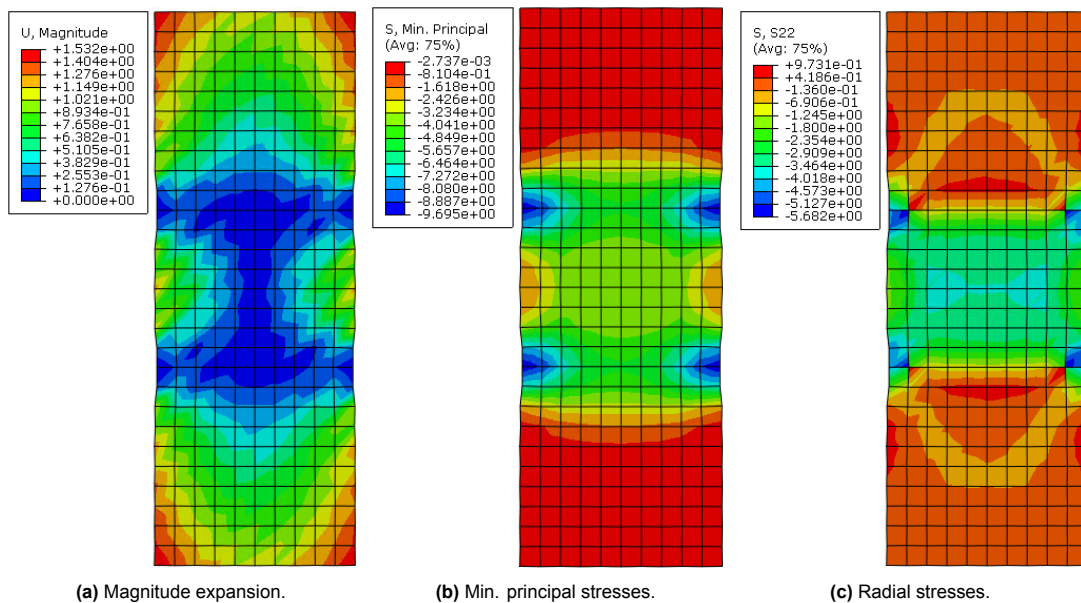 U, Magnitude
+1.532e+00
+1.404e+00
+1.276e+00
+1.149e+00
+1.021e+00
+8.934e-01
+7.658e-01
+6.382e-01
+5.105e-01
+3.829e-01
+2.553e-01
+1.276e-01
+0.000e+00
S, Min. Principal
(Avg: 75%)
-2.737e-03
-8.104e-01
-1.618e+00
-2.426e+00
-3.234e+00
-4.041e+00
-4.849e+00
-5.657e+00
-6.464e+00
-7.272e+00
-8.080e+00
-8.887e+00
-9.695e+00
S, S22
(Avg: 75%)
+9.731e-01
+4.186e-01
-1.360e-01
-6.906e-01
-1.245e+00
-1.800e+00
-2.354e+00
-2.909e+00
-3.464e+00
-4.018e+00
-4.573e+00
-5.127e+00
-5.682e+00
(a) Magnitude expansion.
(b) Min. principal stresses.
(c) Radial stresses.